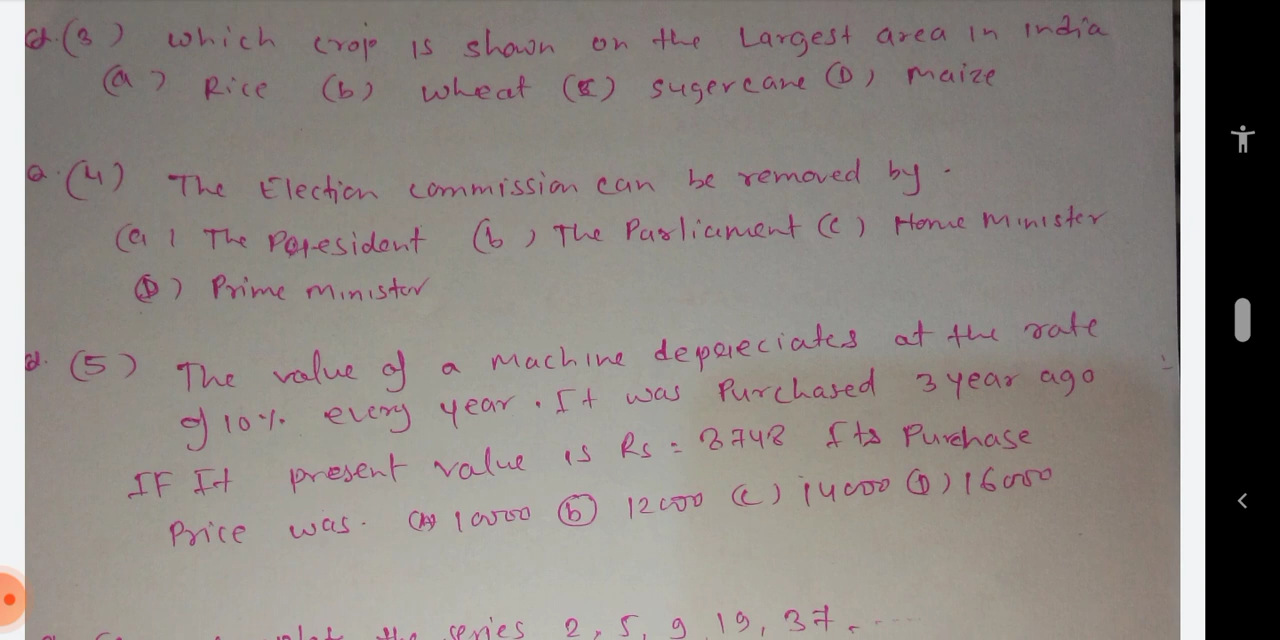 Q.(3) which crop is shown on the Largest area in India
(a) Rice (b) wheat (C) sugercane (D) maize
Q.(4) The Election commission can be removed by.
(a) The President (b) The Parliament (C) Home Minister
(D) Prime minister
Q.(5) The value of a machine depreciates at the rate
of 10% every year. It was Purchased 3 year ago
IF It present value is Rs = 8748 Its Purchase
Price was. (A) 10000 (b) 12000 (C) 14000 (D) 16000
the series 2, 5, 9, 19, 37, .....